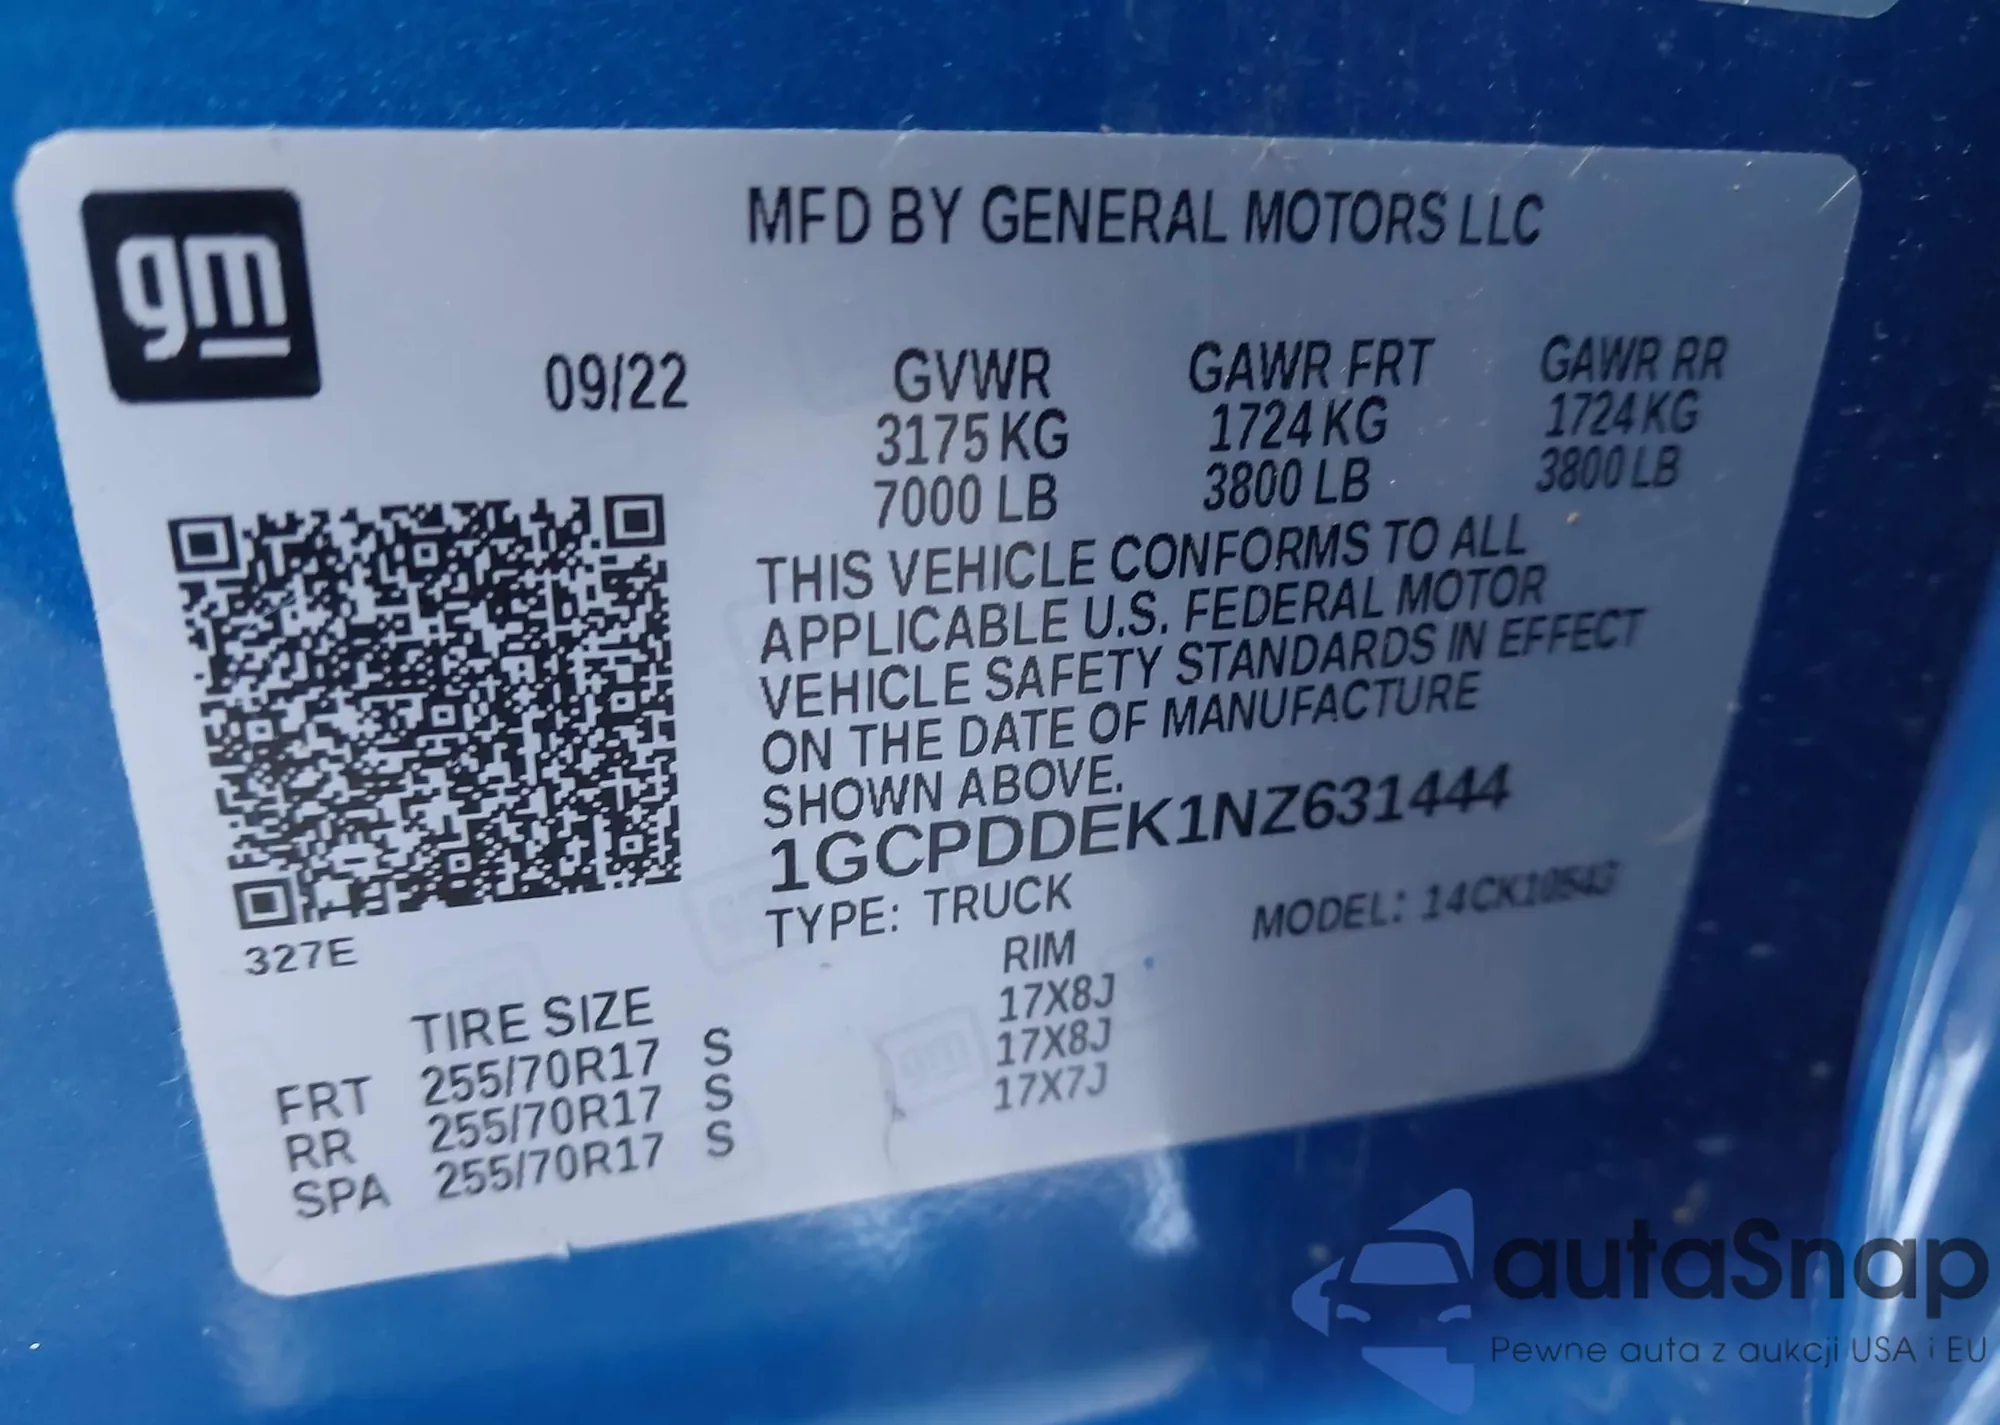 gm
MFD BY GENERAL MOTORS LLC
09/22
GVWR GAWR FRT GAWR RR
3175 KG 1724 KG 1724 KG
7000 LB 3800 LB 3800 LB
THIS VEHICLE CONFORMS TO ALL
APPLICABLE U.S. FEDERAL MOTOR
VEHICLE SAFETY STANDARDS IN EFFECT
ON THE DATE OF MANUFACTURE
SHOWN ABOVE.
1GCPDDEK1NZ631444
TYPE: TRUCK MODEL: 14CK10543
327E
TIRE SIZE RIM
FRT 255/70R17 S 17X8J
RR 255/70R17 S 17X8J
SPA 255/70R17 S 17X7J
autaSnap
Pewne auta z aukcji USA i EU